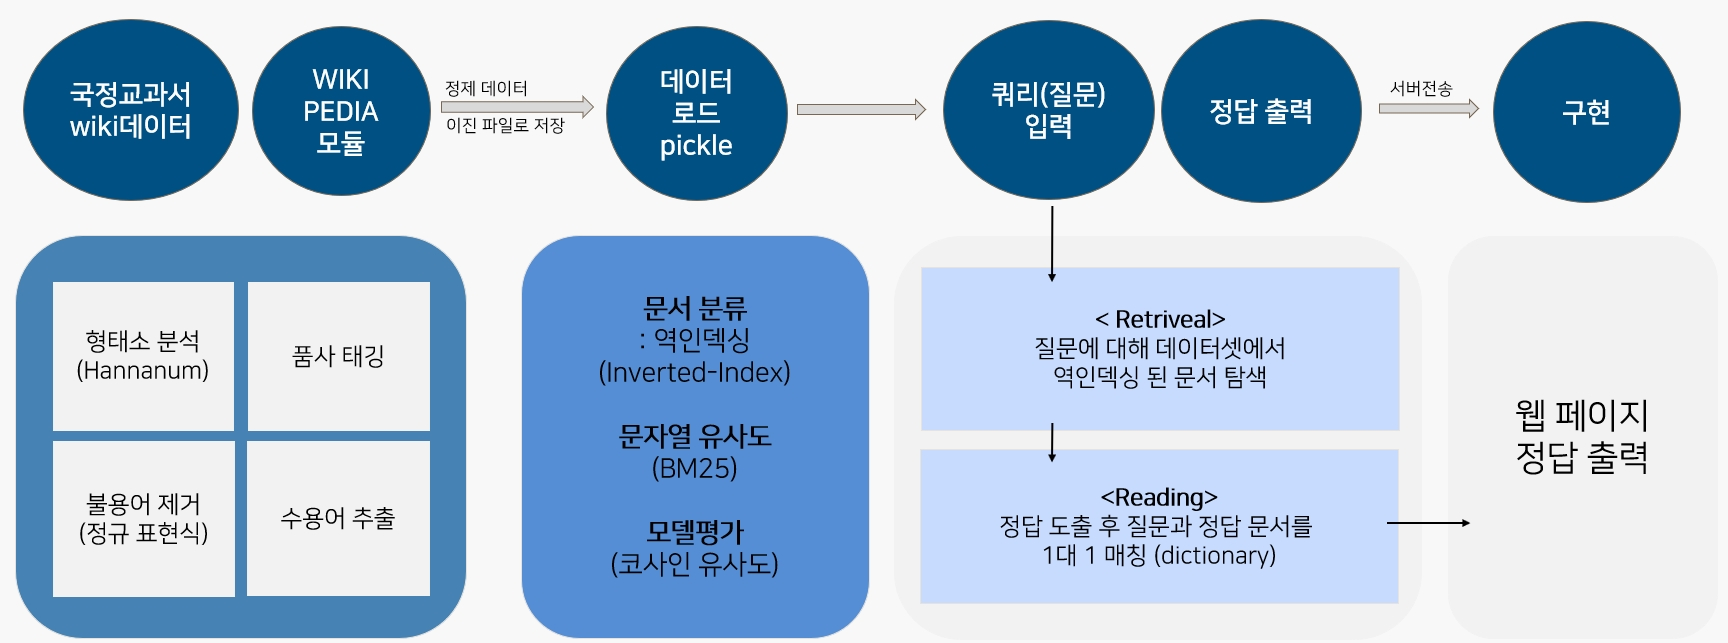 국정교과서
wiki데이터
WIKI
PEDIA
모듈
정제 데이터
이진 파일로 저장
데이터
로드
pickle
쿼리(질문)
입력
정답 출력
서버전송
구현
형태소 분석
(Hannanum)
품사 태깅
불용어 제거
(정규 표현식)
수용어 추출
문서 분류
: 역인덱싱
(Inverted-Index)
문자열 유사도
(BM25)
모델평가
(코사인 유사도)
< Retriveal>
질문에 대해 데이터셋에서
역인덱싱 된 문서 탐색
<Reading>
정답 도출 후 질문과 정답 문서를
1대 1 매칭 (dictionary)
웹 페이지
정답 출력